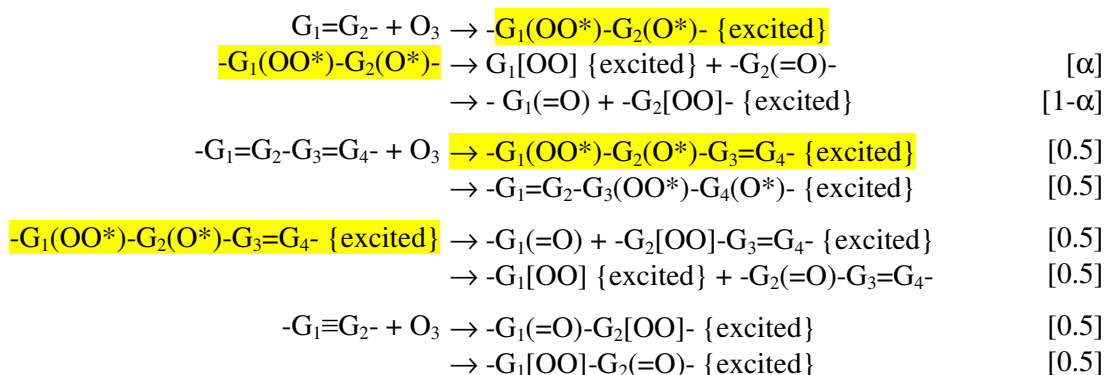 G₁=G₂- + O₃ → -G₁(OO*)-G₂(O*)- {excited}
-G₁(OO*)-G₂(O*)- → G₁[OO] {excited} + -G₂(=O)- [α]
→ - G₁(=O) + -G₂[OO]- {excited} [1-α]
-G₁=G₂-G₃=G₄- + O₃ → -G₁(OO*)-G₂(O*)-G₃=G₄- {excited} [0.5]
→ -G₁=G₂-G₃(OO*)-G₄(O*)- {excited} [0.5]
-G₁(OO*)-G₂(O*)-G₃=G₄- {excited} → -G₁(=O) + -G₂[OO]-G₃=G₄- {excited} [0.5]
→ -G₁[OO] {excited} + -G₂(=O)-G₃=G₄- [0.5]
-G₁≡G₂- + O₃ → -G₁(=O)-G₂[OO]- {excited} [0.5]
→ -G₁[OO]-G₂(=O)- {excited} [0.5]